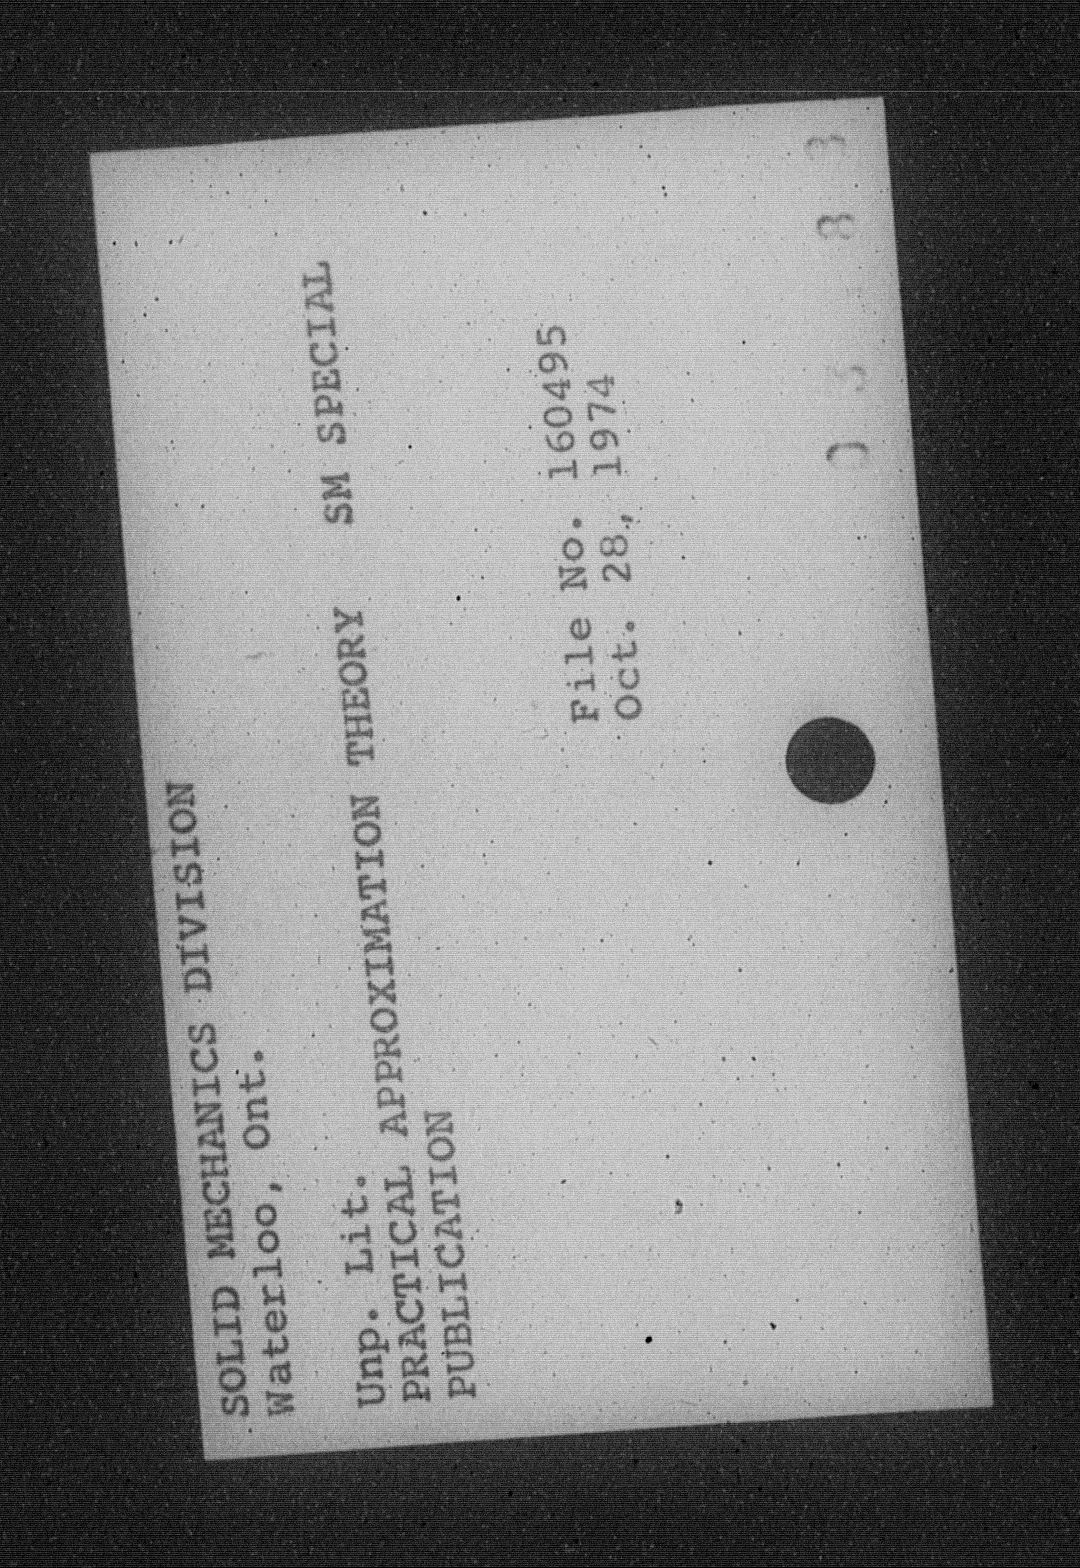 SOLID MECHANICS DIVISION
Waterloo, Ont.
Unp. Lit.
PRACTICAL APPROXIMATION THEORY SM SPECIAL
PUBLICATION
File No. 160495
Oct. 28, 1974